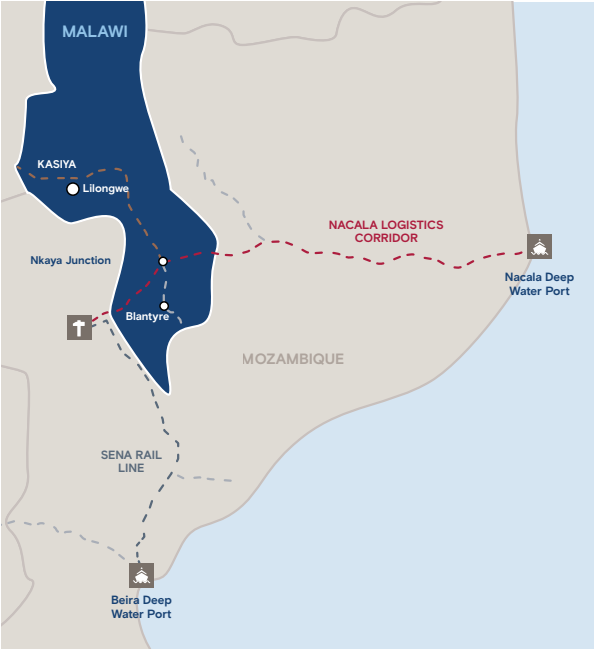 MALAWI
KASIYA
Lilongwe
NACALA LOGISTICS
CORRIDOR
Nkaya Junction
Nacala Deep
Water Port
Blantyre
MOZAMBIQUE
SENA RAIL
LINE
Beira Deep
Water Port